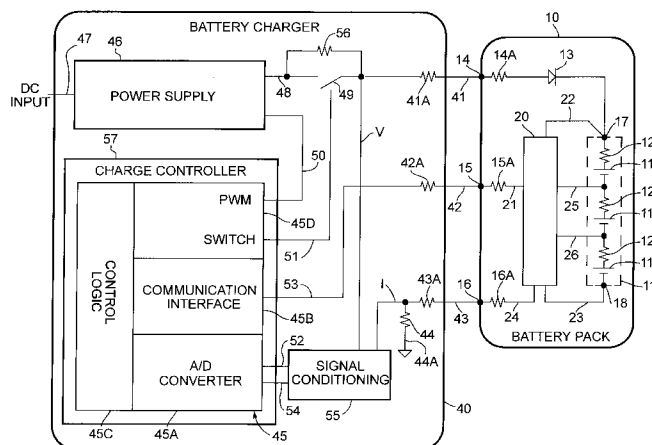 BATTERY CHARGER
10
47
46
56
14
14A
13
DC
INPUT
POWER SUPPLY
48
49
41A
41
22
20
17
57
50
V
12
11
CHARGE CONTROLLER
42A
15
15A
PWM
45D
42
21
25
12
11
SWITCH
51
26
12
CONTROL
LOGIC
COMMUNICATION
INTERFACE
53
45B
I
43A
16
16A
11
43
24
23
18
11
52
44
A/D
CONVERTER
SIGNAL
CONDITIONING
44A
BATTERY PACK
54
55
40
45C
45A
45